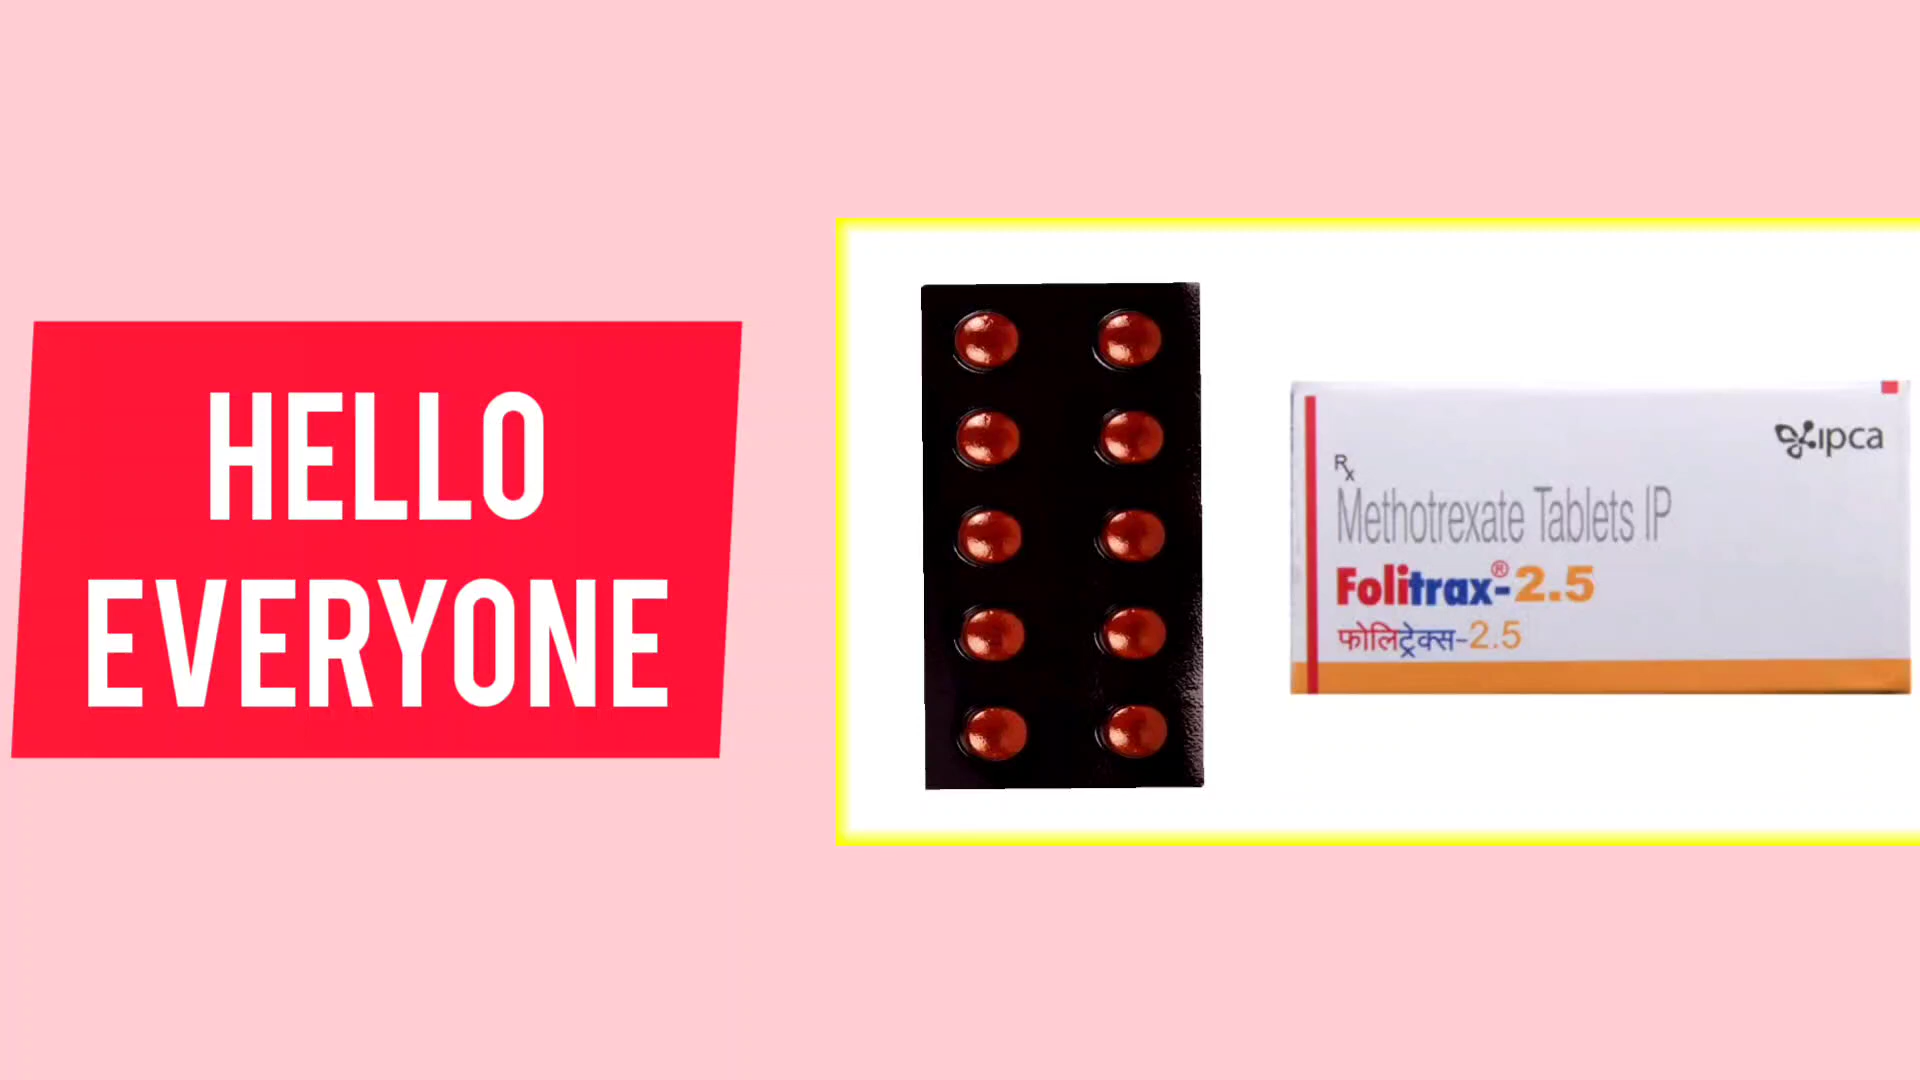 HELLO
EVERYONE
ipca
Rx
Methotrexate Tablets IP
Folitrax®-2.5
फोलिट्रेक्स-2.5